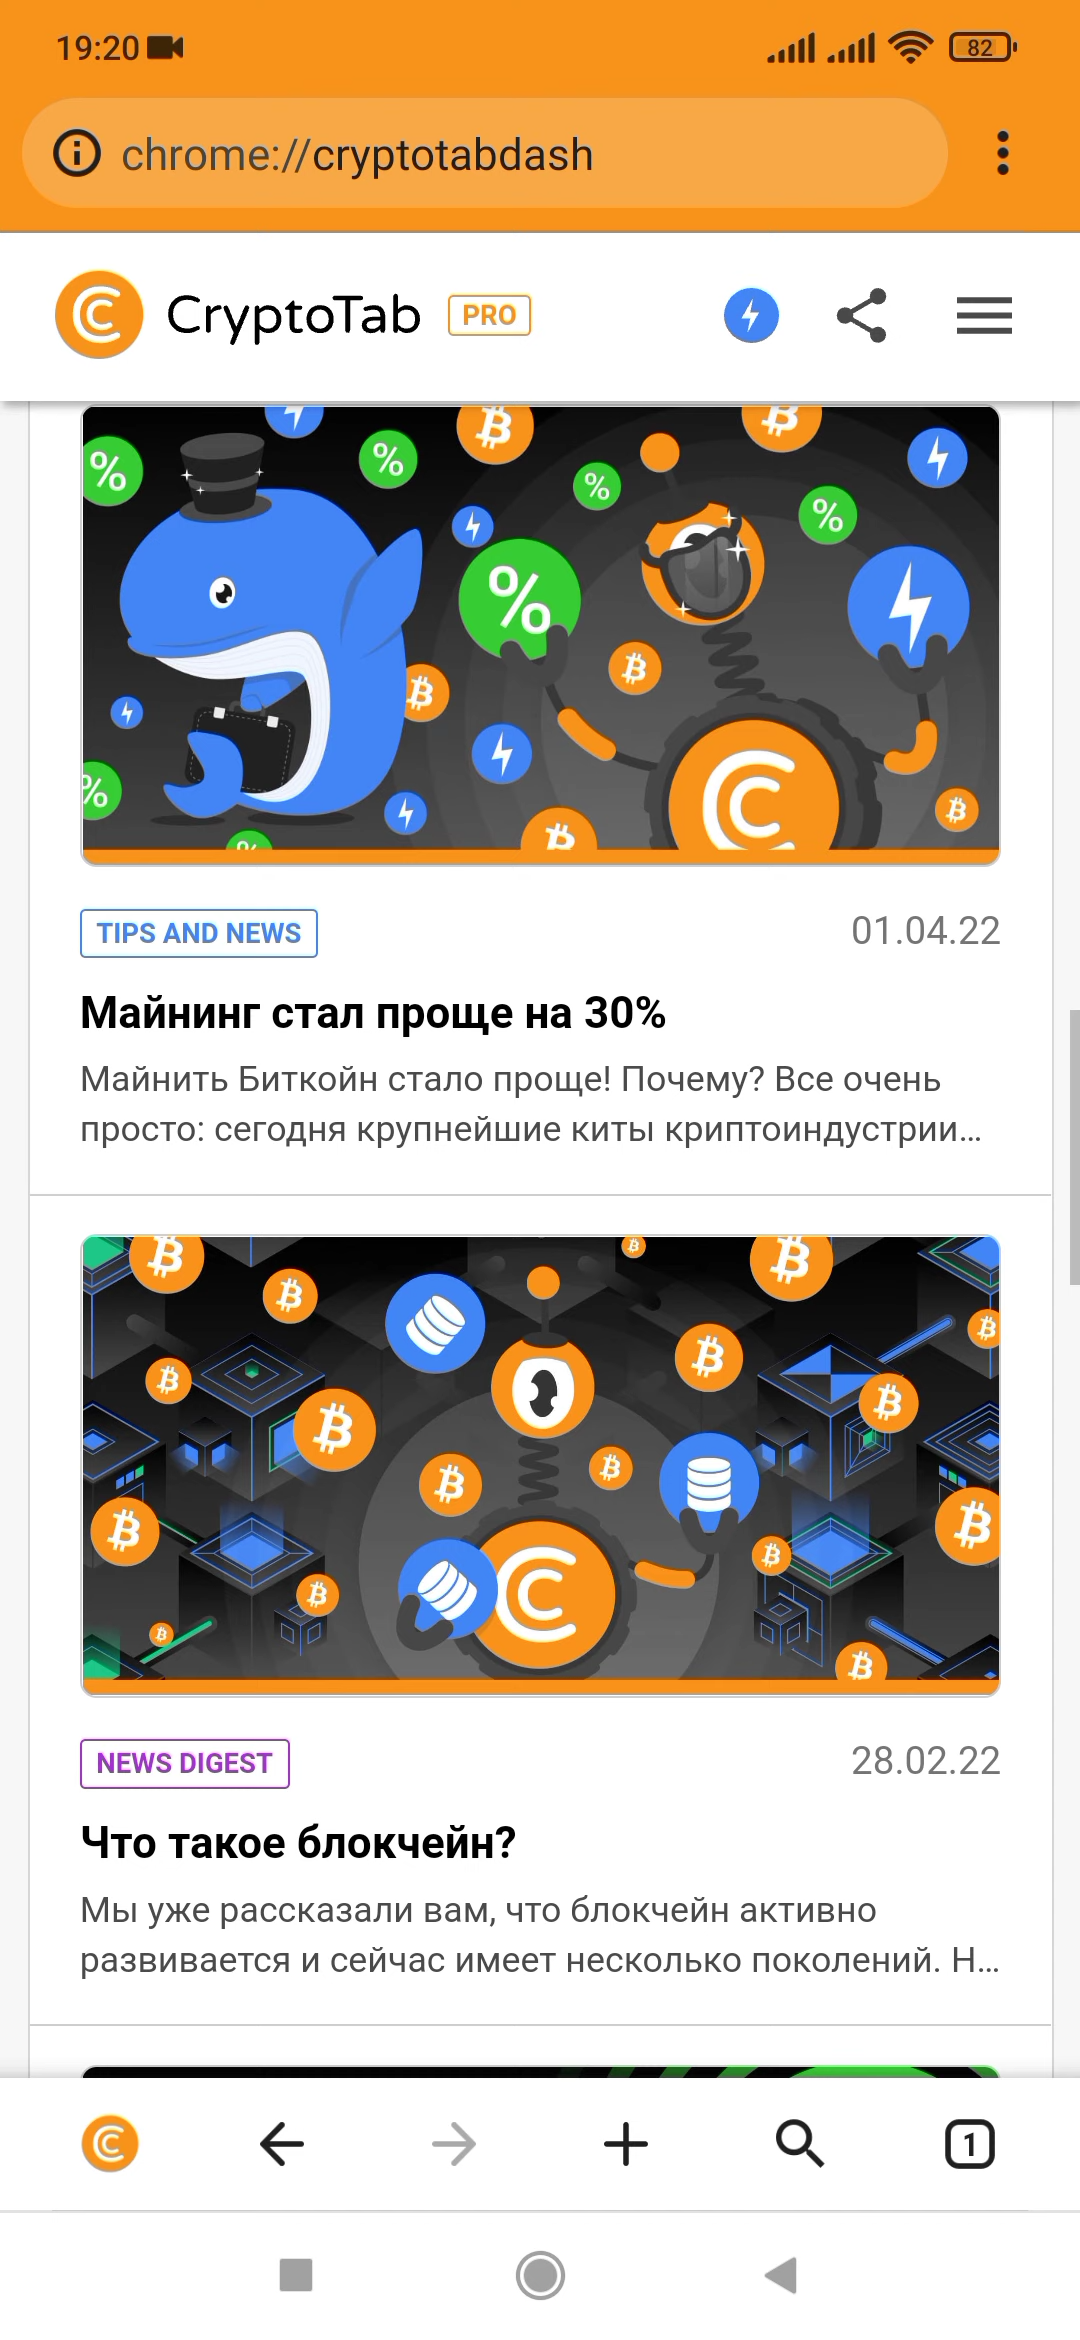 19:20
82
chrome://cryptotabdash
CryptoTab PRO
TIPS AND NEWS
01.04.22
Майнинг стал проще на 30%
Майнить Биткойн стало проще! Почему? Все очень
просто: сегодня крупнейшие киты криптоиндустрии...
NEWS DIGEST
28.02.22
Что такое блокчейн?
Мы уже рассказали вам, что блокчейн активно
развивается и сейчас имеет несколько поколений. Н...
1